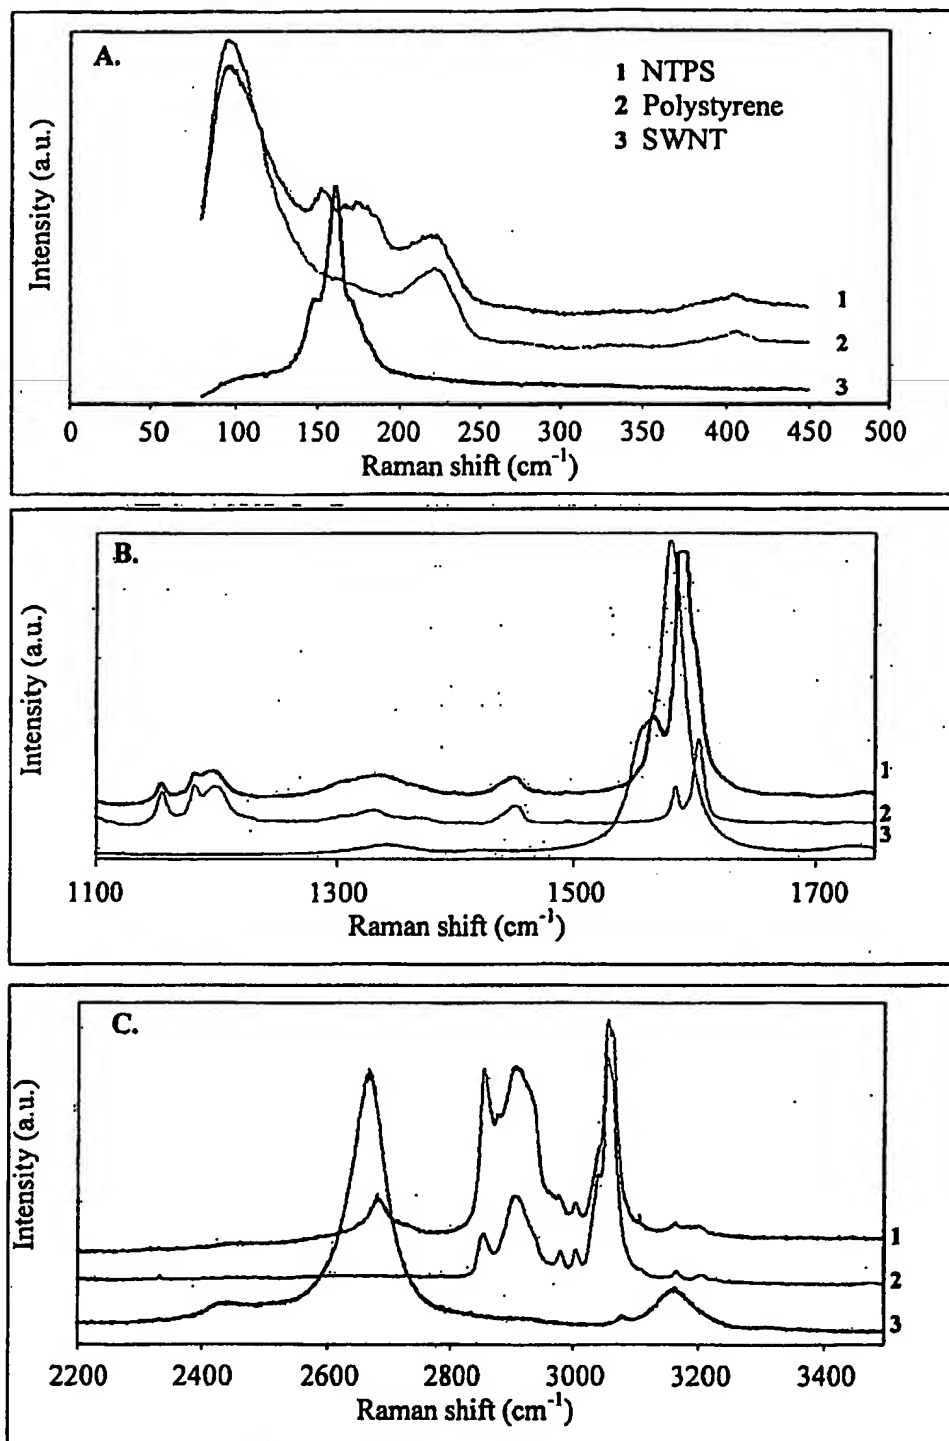 A.
1 NTPS
2 Polystyrene
3 SWNT
Intensity (a.u.)
1
2
3
0 50 100 150 200 250 300 350 400 450 500
Raman shift (cm⁻¹)
B.
Intensity (a.u.)
1
2
3
1100 1300 1500 1700
Raman shift (cm⁻¹)
C.
Intensity (a.u.)
1
2
3
2200 2400 2600 2800 3000 3200 3400
Raman shift (cm⁻¹)